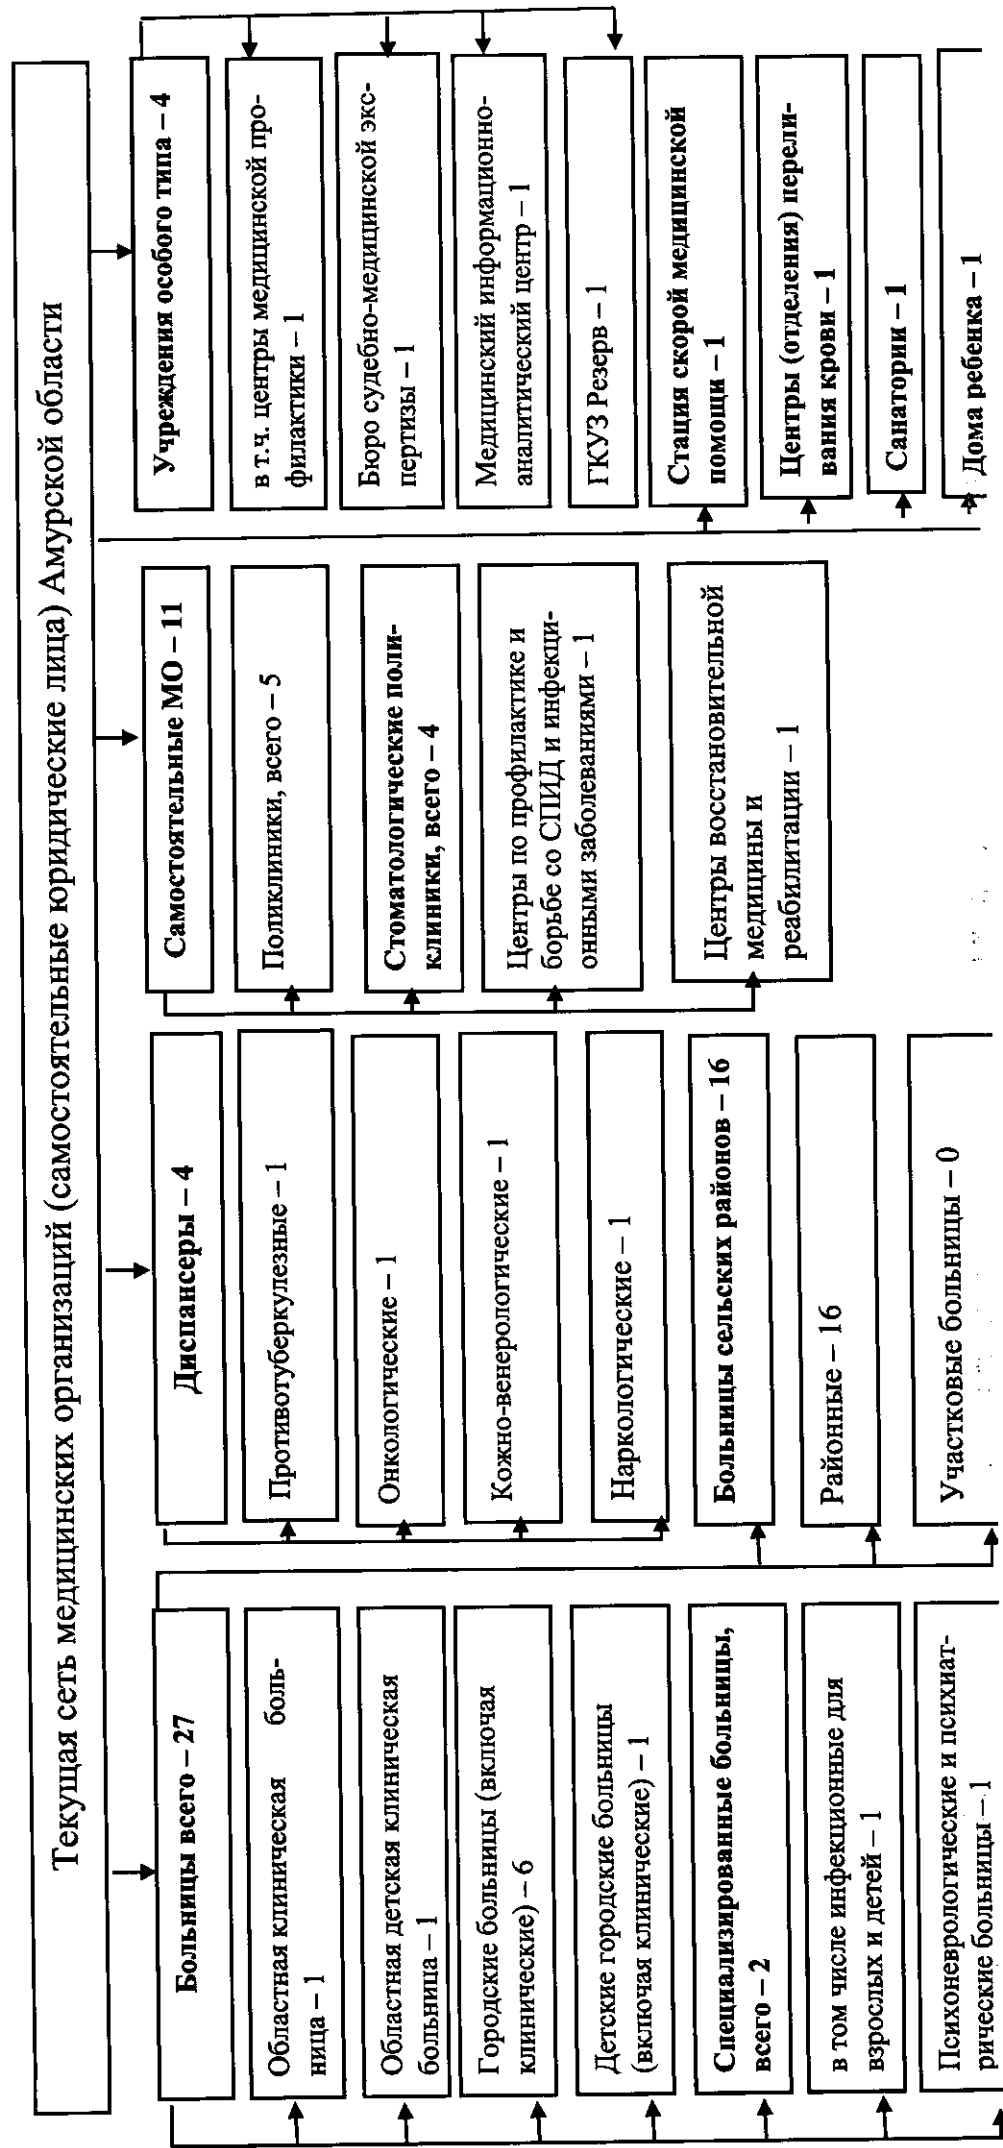 Текущая сеть медицинских организаций (самостоятельные юридические лица) Амурской области
Больницы всего – 27
Областная клиническая боль-
ница – 1
Областная детская клиническая
больница – 1
Городские больницы (включая
клинические) – 6
Детские городские больницы
(включая клинические) – 1
Специализированные больницы,
всего – 2
в том числе инфекционные для
взрослых и детей – 1
Психоневрологические и психиат-
рические больницы – 1
Диспансеры – 4
Противотуберкулезные – 1
Онкологические – 1
Кожно-венерологические – 1
Наркологические – 1
Больницы сельских районов – 16
Районные – 16
Участковые больницы – 0
Самостоятельные МО – 11
Поликлиники, всего – 5
Стоматологические поли-
клиники, всего – 4
Центры по профилактике и
борьбе со СПИД и инфекци-
онными заболеваниями – 1
Центры восстановительной
медицины и
реабилитации – 1
Учреждения особого типа – 4
в т.ч. центры медицинской про-
филактики – 1
Бюро судебно-медицинской экс-
пертизы – 1
Медицинский информационно-
аналитический центр – 1
ГКУЗ Резерв – 1
Стация скорой медицинской
помощи – 1
Центры (отделения) перели-
вания крови – 1
Санатории – 1
Дома ребенка – 1